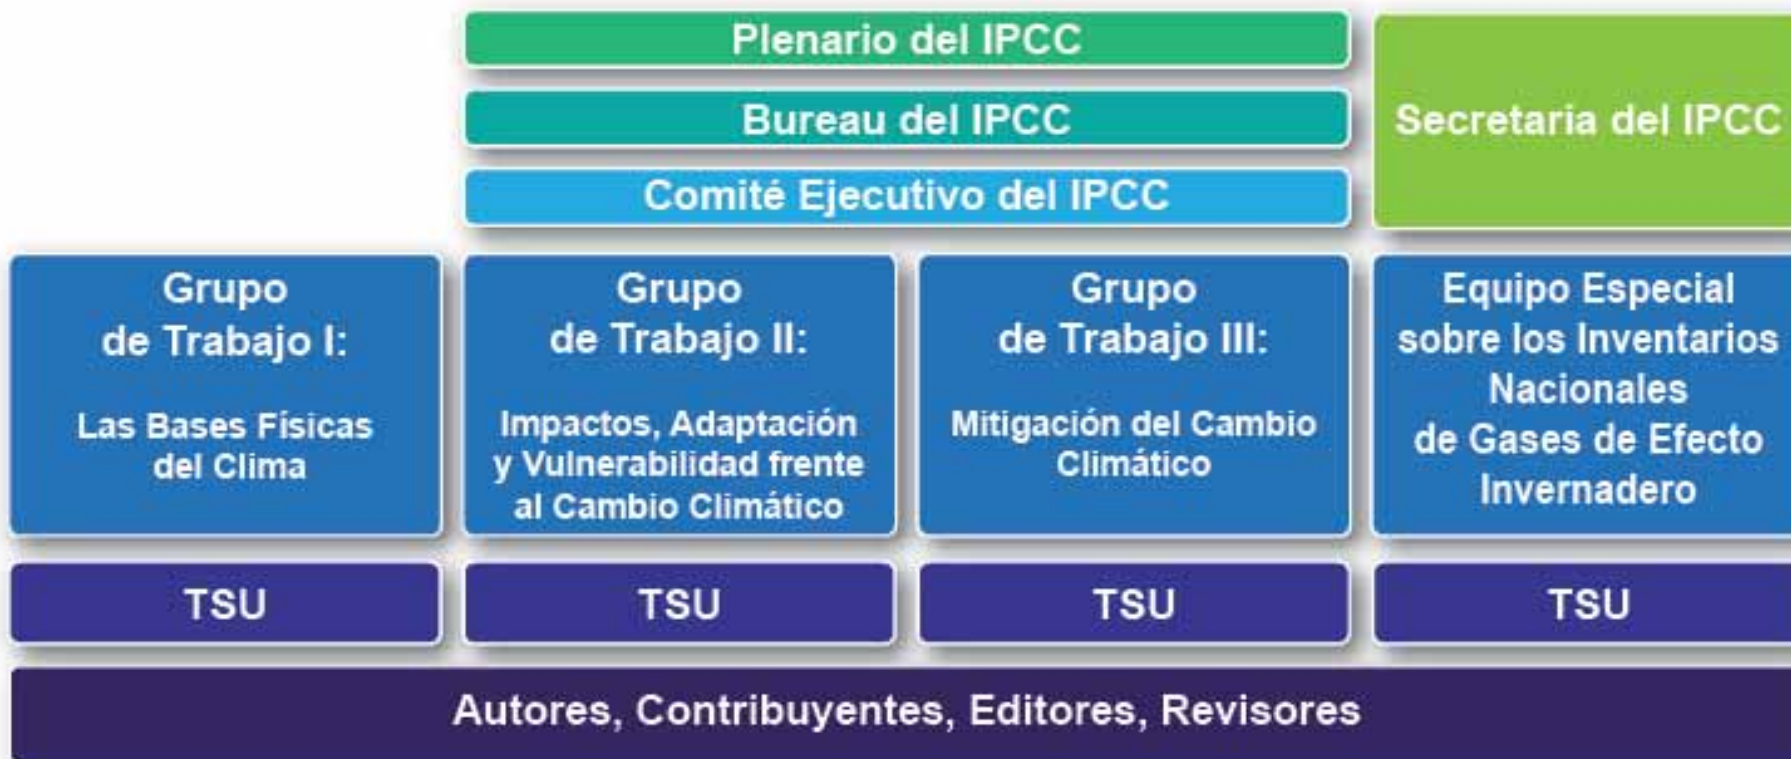 Plenario del IPCC
Bureau del IPCC
Comité Ejecutivo del IPCC
Secretaria del IPCC
Grupo
de Trabajo I:
Las Bases Físicas
del Clima
Grupo
de Trabajo II:
Impactos, Adaptación
y Vulnerabilidad frente
al Cambio Climático
Grupo
de Trabajo III:
Mitigación del Cambio
Climático
Equipo Especial
sobre los Inventarios
Nacionales
de Gases de Efecto
Invernadero
TSU
TSU
TSU
TSU
Autores, Contribuyentes, Editores, Revisores